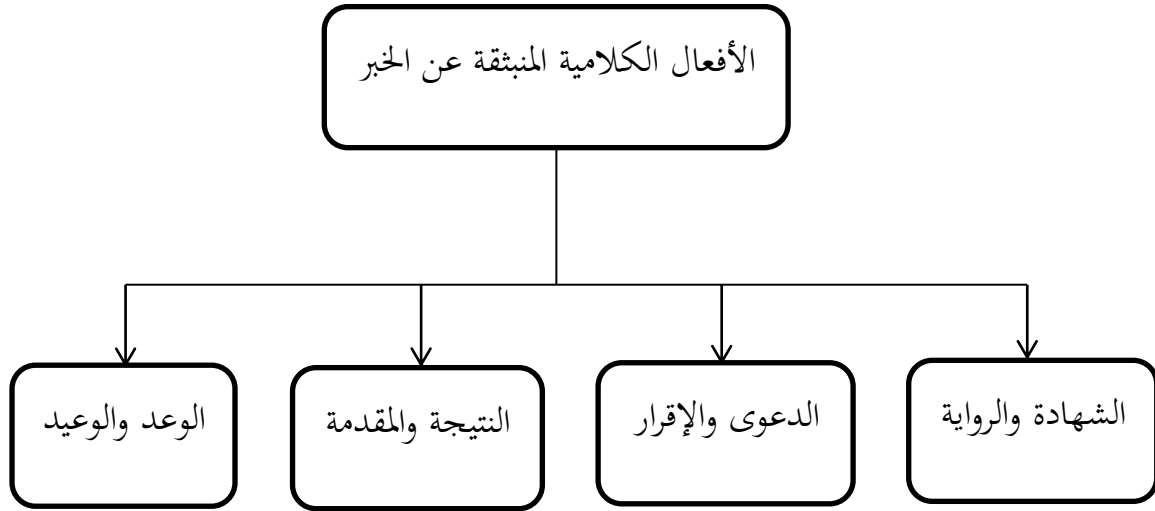 الأفعال الكلامية المنبثقة عن الخبر
الشهادة والرواية
الدعوى والإقرار
النتيجة والمقدمة
الوعد والوعيد